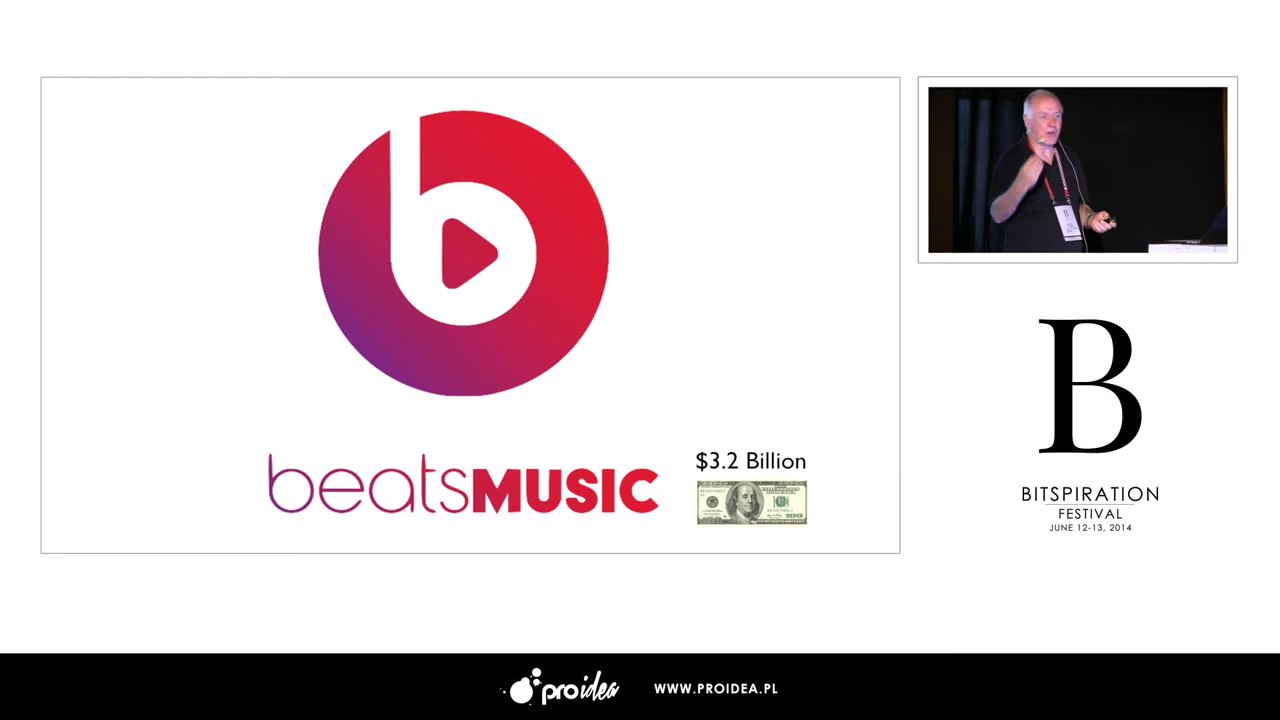 beatsMUSIC
$3.2 Billion
B
BITSPIRATION
FESTIVAL
JUNE 12-13, 2014
proidea
WWW.PROIDEA.PL